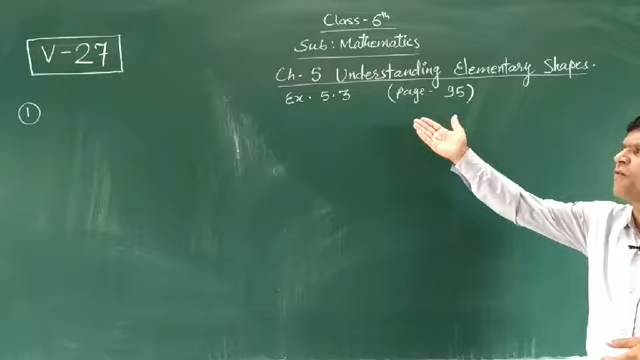 Class - 6th
V-27
Sub : Mathematics
Ch. 5 Understanding Elementary Shapes.
Ex. 5.3 (Page - 95)
1